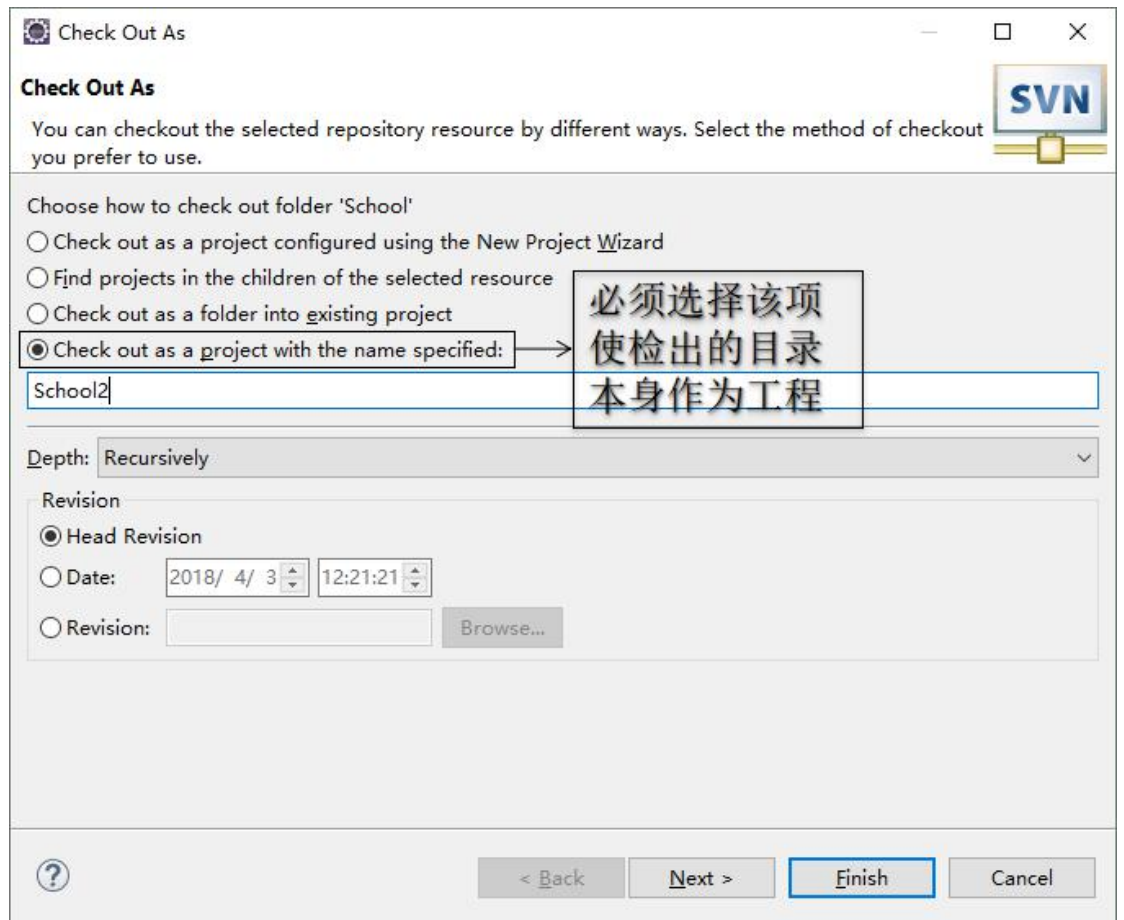 Check Out As
Check Out As
SVN
You can checkout the selected repository resource by different ways. Select the method of checkout
you prefer to use.
Choose how to check out folder 'School'
Check out as a project configured using the New Project Wizard
Find projects in the children of the selected resource
Check out as a folder into existing project
Check out as a project with the name specified:
必须选择该项
使检出的目录
本身作为工程
School2
Depth: Recursively
Revision
Head Revision
Date: 2018/ 4/ 3 12:21:21
Revision: Browse...
? < Back Next > Finish Cancel